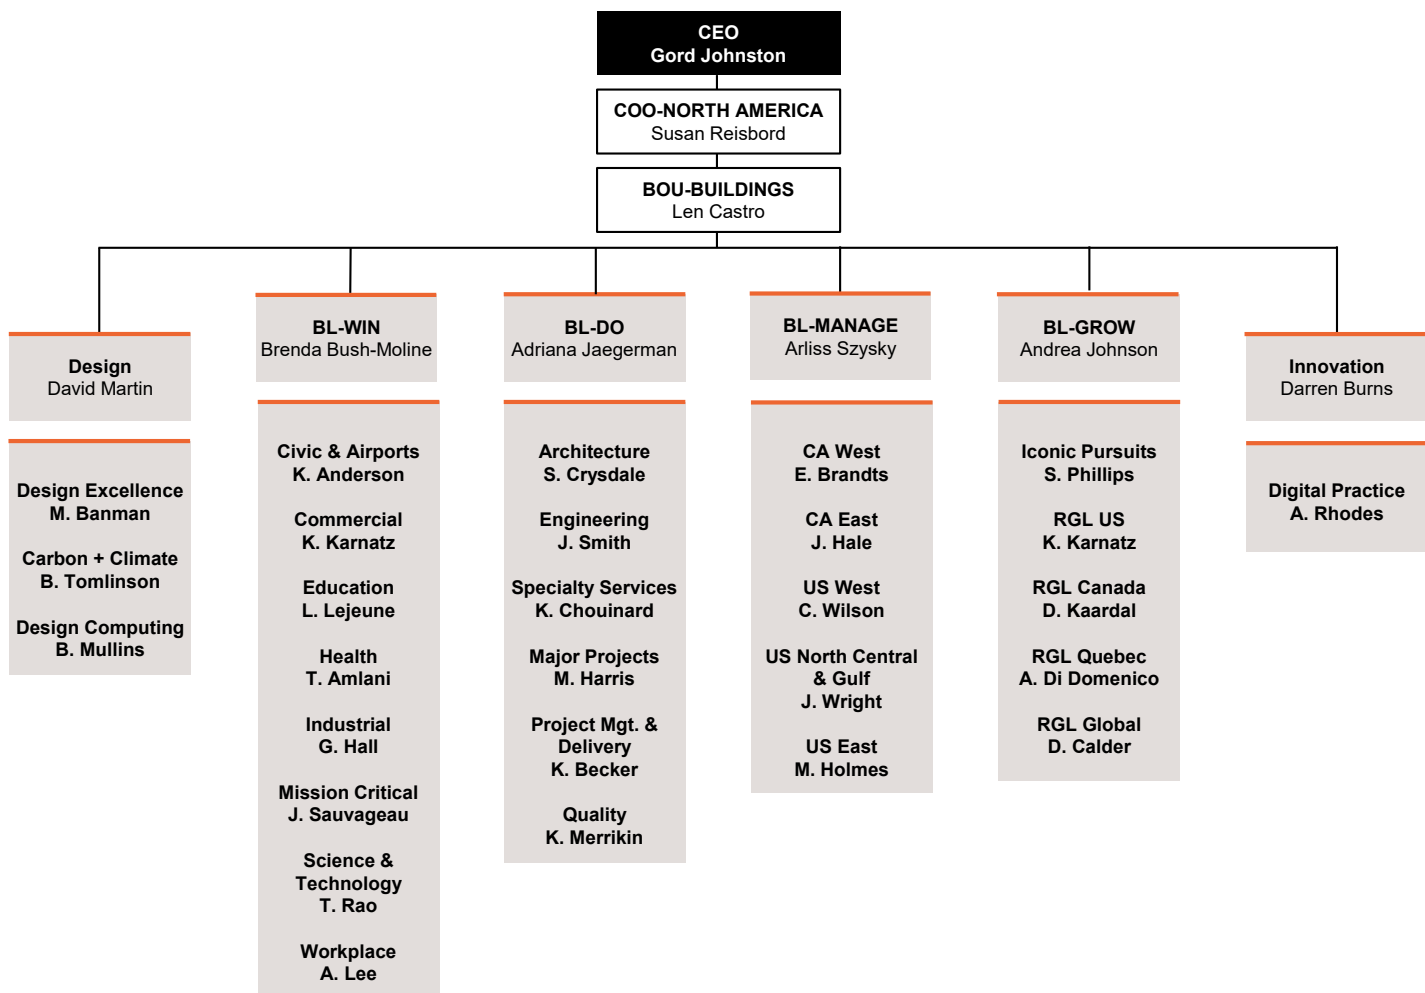 CEO
Gord Johnston
COO-NORTH AMERICA
Susan Reisbord
BOU-BUILDINGS
Len Castro
Design
David Martin
Design Excellence
M. Banman
Carbon + Climate
B. Tomlinson
Design Computing
B. Mullins
BL-WIN
Brenda Bush-Moline
Civic & Airports
K. Anderson
Commercial
K. Karnatz
Education
L. Lejeune
Health
T. Amlani
Industrial
G. Hall
Mission Critical
J. Sauvageau
Science &
Technology
T. Rao
Workplace
A. Lee
BL-DO
Adriana Jaegerman
Architecture
S. Crysdale
Engineering
J. Smith
Specialty Services
K. Chouinard
Major Projects
M. Harris
Project Mgt. &
Delivery
K. Becker
Quality
K. Merrikin
BL-MANAGE
Arliss Szysky
CA West
E. Brandts
CA East
J. Hale
US West
C. Wilson
US North Central
& Gulf
J. Wright
US East
M. Holmes
BL-GROW
Andrea Johnson
Iconic Pursuits
S. Phillips
RGL US
K. Karnatz
RGL Canada
D. Kaardal
RGL Quebec
A. Di Domenico
RGL Global
D. Calder
Innovation
Darren Burns
Digital Practice
A. Rhodes